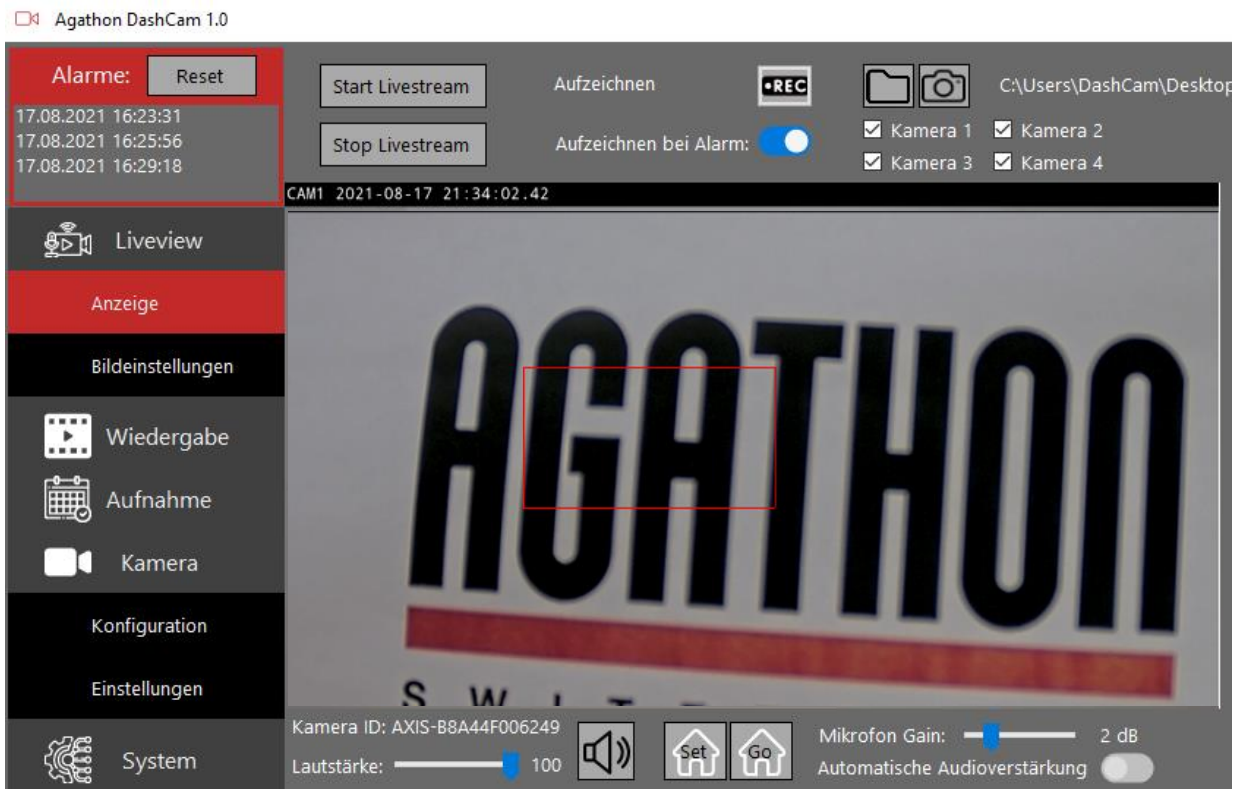 Agathon DashCam 1.0
Alarme:
Reset
17.08.2021 16:23:31
17.08.2021 16:25:56
17.08.2021 16:29:18
Start Livestream
Stop Livestream
Aufzeichnen
REC
Aufzeichnen bei Alarm:
C:\Users\DashCam\Desktop
Kamera 1
Kamera 2
Kamera 3
Kamera 4
CAM1 2021-08-17 21:34:02.42
Liveview
Anzeige
Bildeinstellungen
Wiedergabe
Aufnahme
Kamera
Konfiguration
Einstellungen
System
AGATHON
Kamera ID: AXIS-B8A44F006249
Lautstärke:
100
Set
Go
Mikrofon Gain:
2 dB
Automatische Audioverstärkung